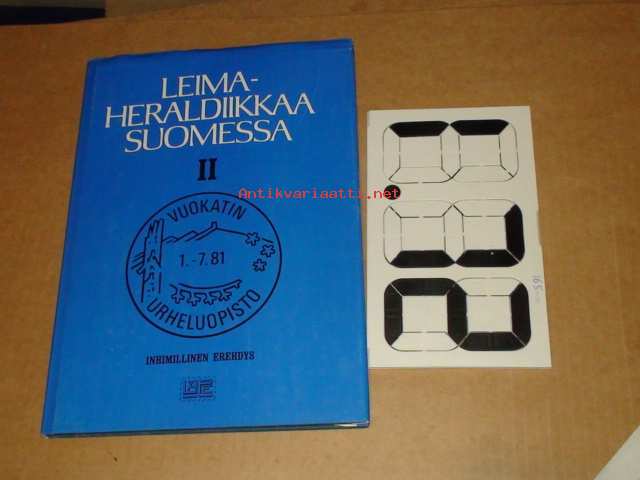 LEIMA-
HERALDIIKKAA
SUOMESSA
II
Antikvariaatti.net
VUOKATIN
1.-7.81
URHELUOPISTO
INHIMILLINEN EREHDYS